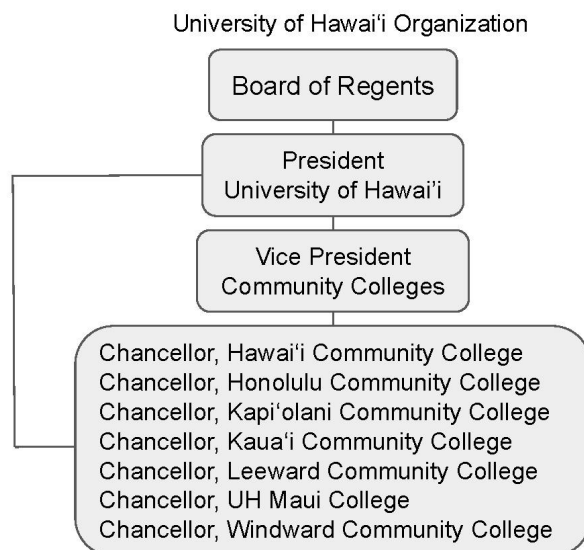 University of Hawai‘i Organization
Board of Regents
President
University of Hawai’i
Vice President
Community Colleges
Chancellor, Hawai‘i Community College
Chancellor, Honolulu Community College
Chancellor, Kapi‘olani Community College
Chancellor, Kaua‘i Community College
Chancellor, Leeward Community College
Chancellor, UH Maui College
Chancellor, Windward Community College